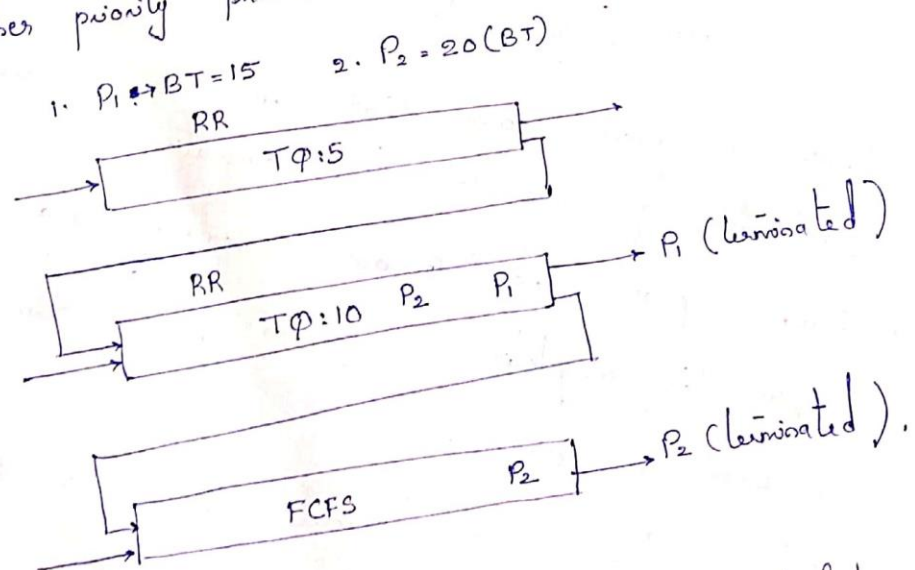 priority
1. P1 → BT=15 2. P2 = 20(BT)
RR
TQ:5
RR
TQ:10 P2 P1
P1 (terminated)
FCFS P2
P2 (terminated).